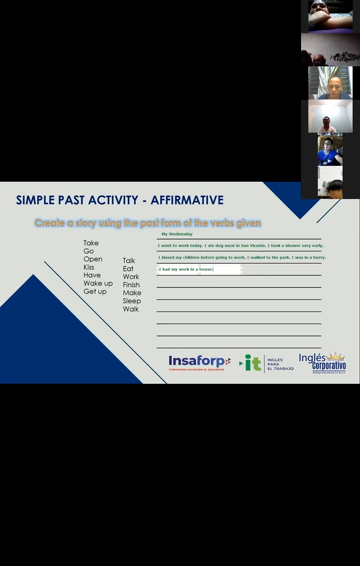 SIMPLE PAST ACTIVITY - AFFIRMATIVE
Create a story using the past form of the verbs given
Take
Go
Open
Kiss
Have
Wake up
Get up
Talk
Eat
Work
Finish
Make
Sleep
Walk
My Wednesday
I went to work today. I ate dog meal in San Vicente. I took a shower very early.
I kissed my children before going to work. I walked to the park. I was in a hurry.
I had my work in a house.
Insaforp
it
INGLÉS
PARA
EL TRABAJO
Inglés
Corporativo